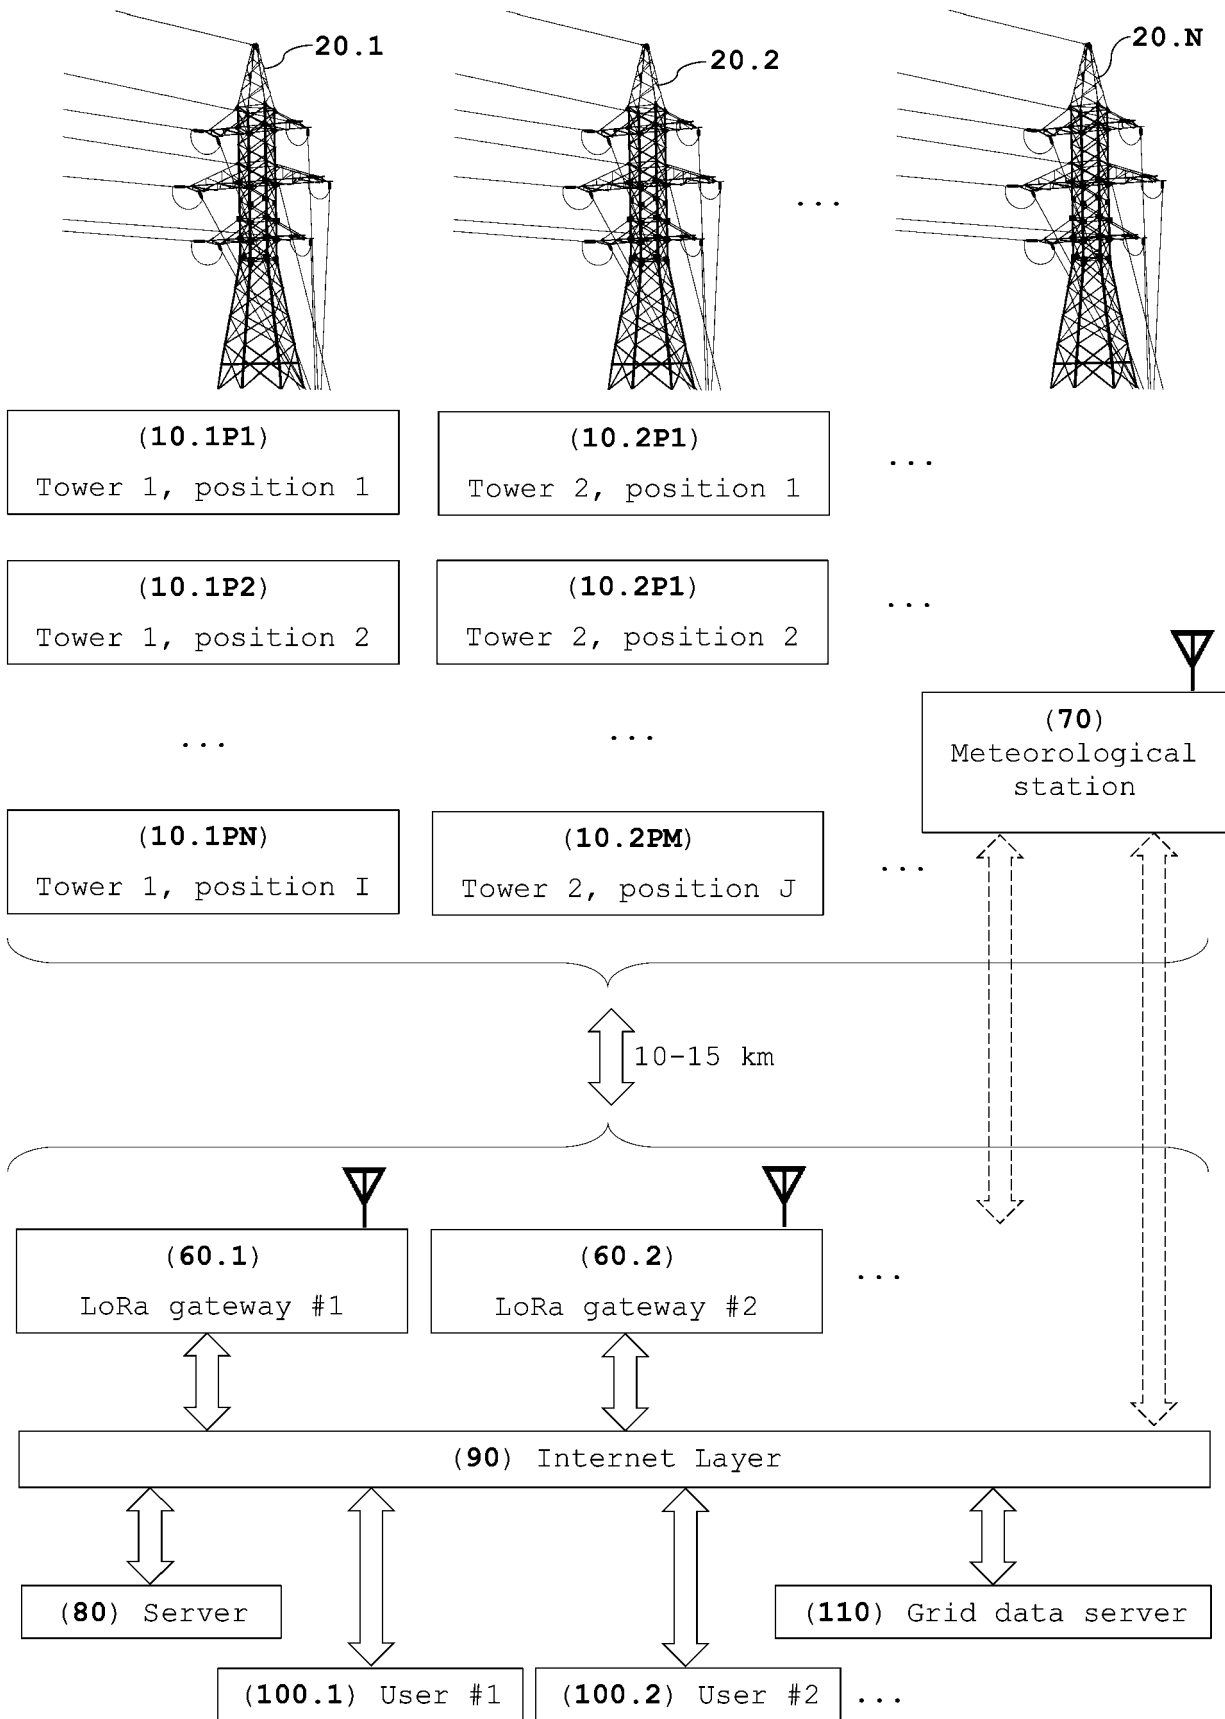 20.1
20.2
20.N
...
(10.1P1)
Tower 1, position 1
(10.2P1)
Tower 2, position 1
...
(10.1P2)
Tower 1, position 2
(10.2P1)
Tower 2, position 2
...
...
...
(70)
Meteorological
station
(10.1PN)
Tower 1, position I
(10.2PM)
Tower 2, position J
...
10-15 km
(60.1)
LoRa gateway #1
(60.2)
LoRa gateway #2
...
(90) Internet Layer
(80) Server
(110) Grid data server
(100.1) User #1
(100.2) User #2
...